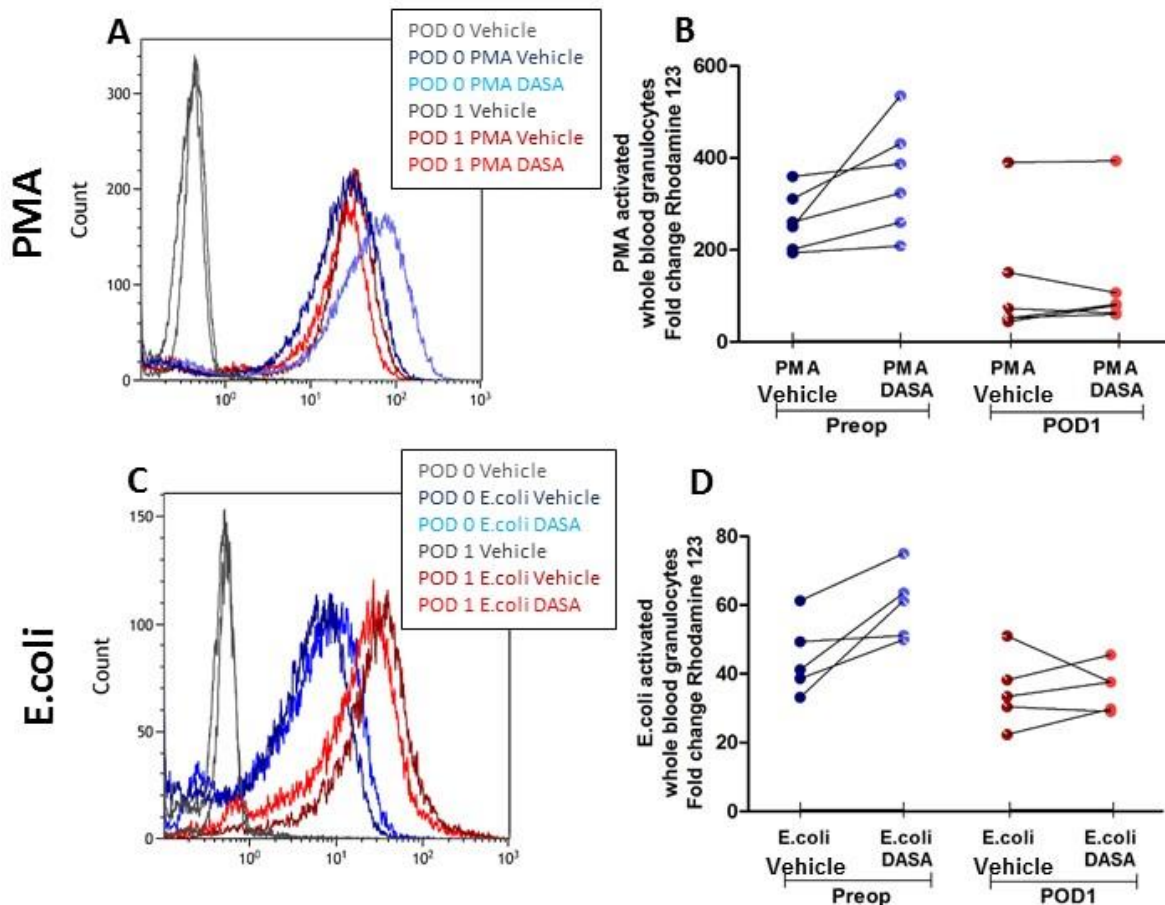 A
POD 0 Vehicle
POD 0 PMA Vehicle
POD 0 PMA DASA
POD 1 Vehicle
POD 1 PMA Vehicle
POD 1 PMA DASA
PMA
Count
300
200
100
0
10⁰
10¹
10²
10³
B
PMA activated
whole blood granulocytes
Fold change Rhodamine 123
600
400
200
0
PMA
Vehicle
PMA
DASA
PMA
Vehicle
PMA
DASA
Preop
POD1
C
POD 0 Vehicle
POD 0 E.coli Vehicle
POD 0 E.coli DASA
POD 1 Vehicle
POD 1 E.coli Vehicle
POD 1 E.coli DASA
E.coli
Count
150
100
50
0
10⁰
10¹
10²
10³
D
E.coli activated
whole blood granulocytes
Fold change Rhodamine 123
80
60
40
20
0
E.coli
Vehicle
E.coli
DASA
E.coli
Vehicle
E.coli
DASA
Preop
POD1